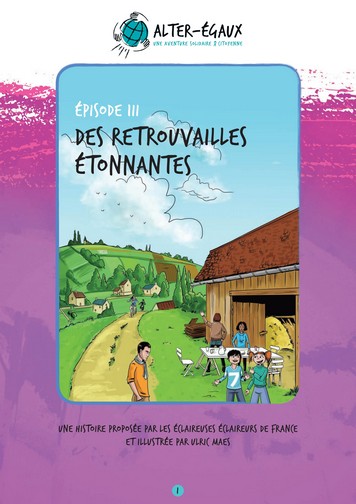 ALTER-ÉGAUX
UNE AVENTURE SOLIDAIRE & CITOYENNE
ÉPISODE III
DES RETROUVAILLES
ÉTONNANTES
7
UNE HISTOIRE PROPOSÉE PAR LES ÉCLAIREUSES ÉCLAIREURS DE FRANCE
ET ILLUSTRÉE PAR ULRIC MAES
1